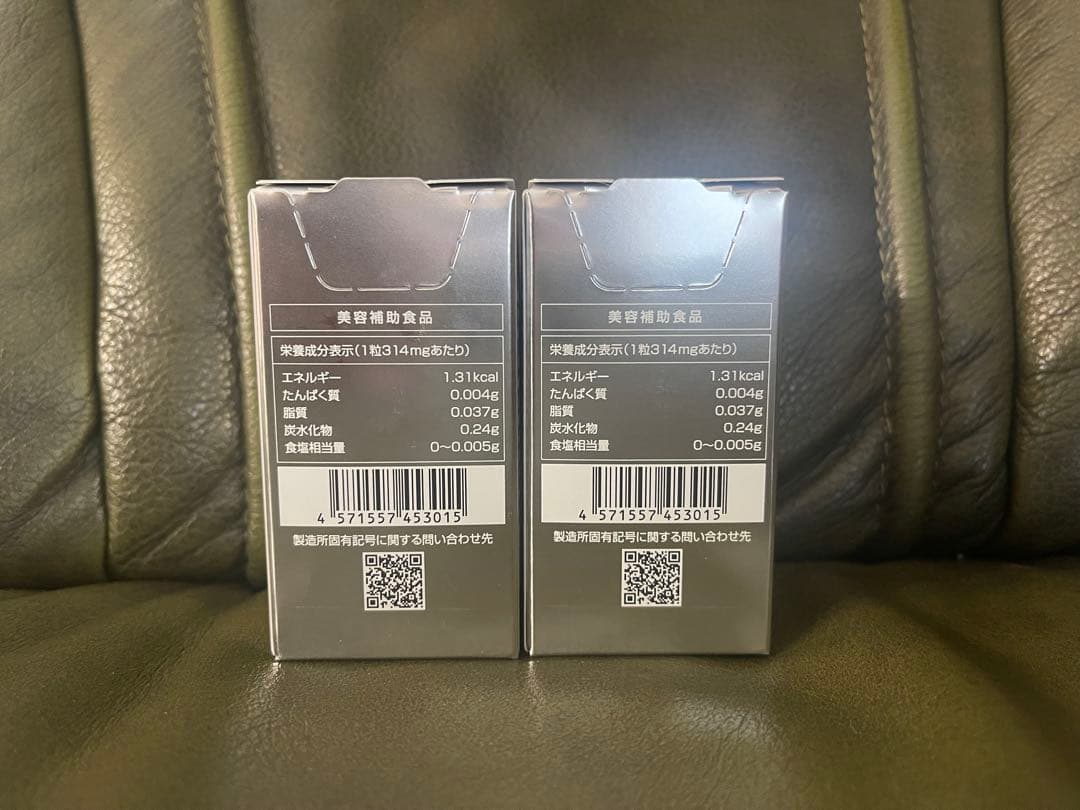 美容補助食品
栄養成分表示(1粒314mgあたり)
エネルギー 1.31kcal
たんぱく質 0.004g
脂質 0.037g
炭水化物 0.24g
食塩相当量 0〜0.005g
4 571557 453015
製造所固有記号に関する問い合わせ先
美容補助食品
栄養成分表示(1粒314mgあたり)
エネルギー 1.31kcal
たんぱく質 0.004g
脂質 0.037g
炭水化物 0.24g
食塩相当量 0〜0.005g
4 571557 453015
製造所固有記号に関する問い合わせ先